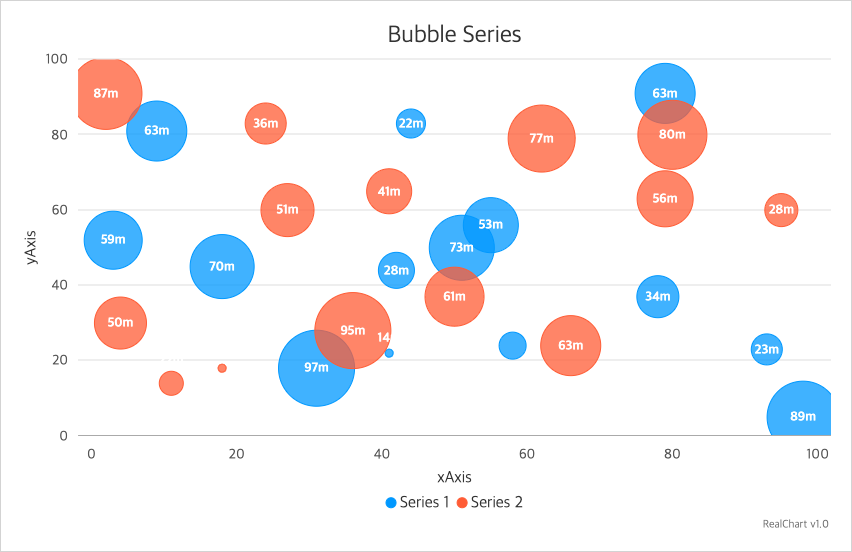 Bubble Series
100
87m
63m
63m
36m
22m
80
77m
80m
41m
56m
51m
60
28m
53m
59m
73m
yAxis
70m
28m
40
61m
34m
50m
95m
14
63m
23m
20
97m
89m
0
0 20 40 60 80 100
xAxis
Series 1 Series 2
RealChart v1.0